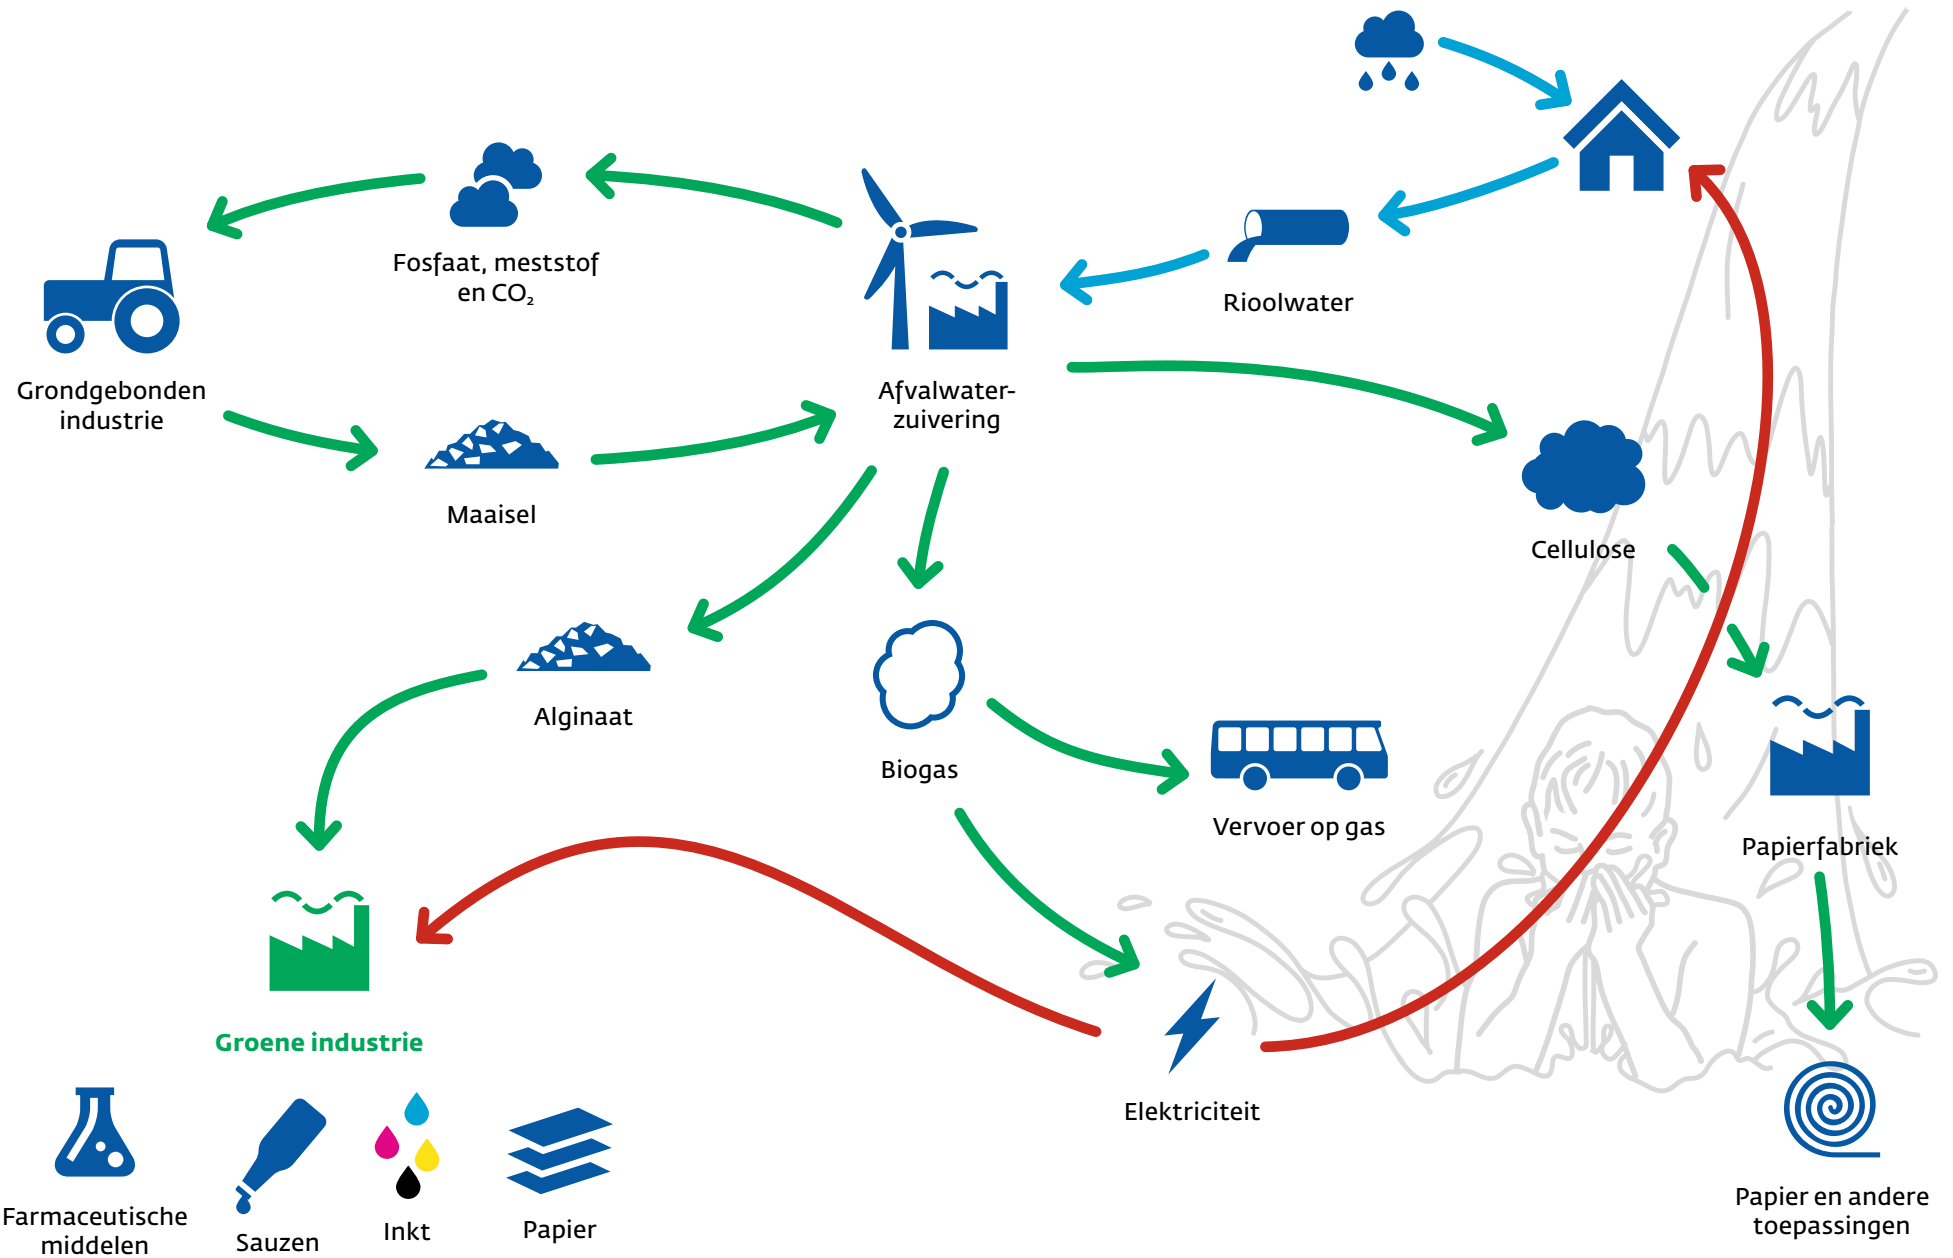 Fosfaat, meststof
en CO₂
Rioolwater
Grondgebonden
industrie
Afvalwater-
zuivering
Maaisel
Cellulose
Alginaat
Biogas
Vervoer op gas
Papierfabriek
Groene industrie
Elektriciteit
Farmaceutische
middelen
Sauzen
Inkt
Papier
Papier en andere
toepassingen